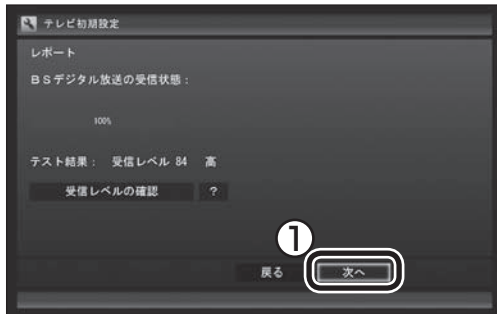 テレビ初期設定
レポート
BSデジタル放送の受信状態：
100%
テスト結果： 受信レベル 84 高
受信レベルの確認 ?
①
戻る 次へ